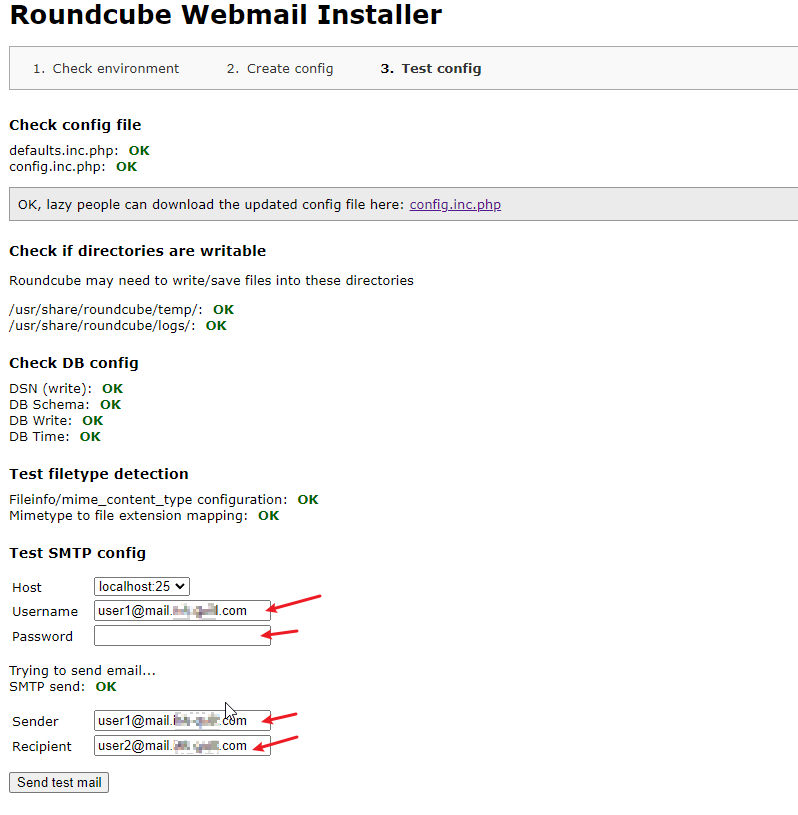 Roundcube Webmail Installer
1. Check environment 2. Create config 3. Test config
Check config file
defaults.inc.php: OK
config.inc.php: OK
OK, lazy people can download the updated config file here: config.inc.php
Check if directories are writable
Roundcube may need to write/save files into these directories
/usr/share/roundcube/temp/: OK
/usr/share/roundcube/logs/: OK
Check DB config
DSN (write): OK
DB Schema: OK
DB Write: OK
DB Time: OK
Test filetype detection
Fileinfo/mime_content_type configuration: OK
Mimetype to file extension mapping: OK
Test SMTP config
Host localhost:25
Username user1@mail. .com
Password
Trying to send email...
SMTP send: OK
Sender user1@mail. .com
Recipient user2@mail. .com
Send test mail